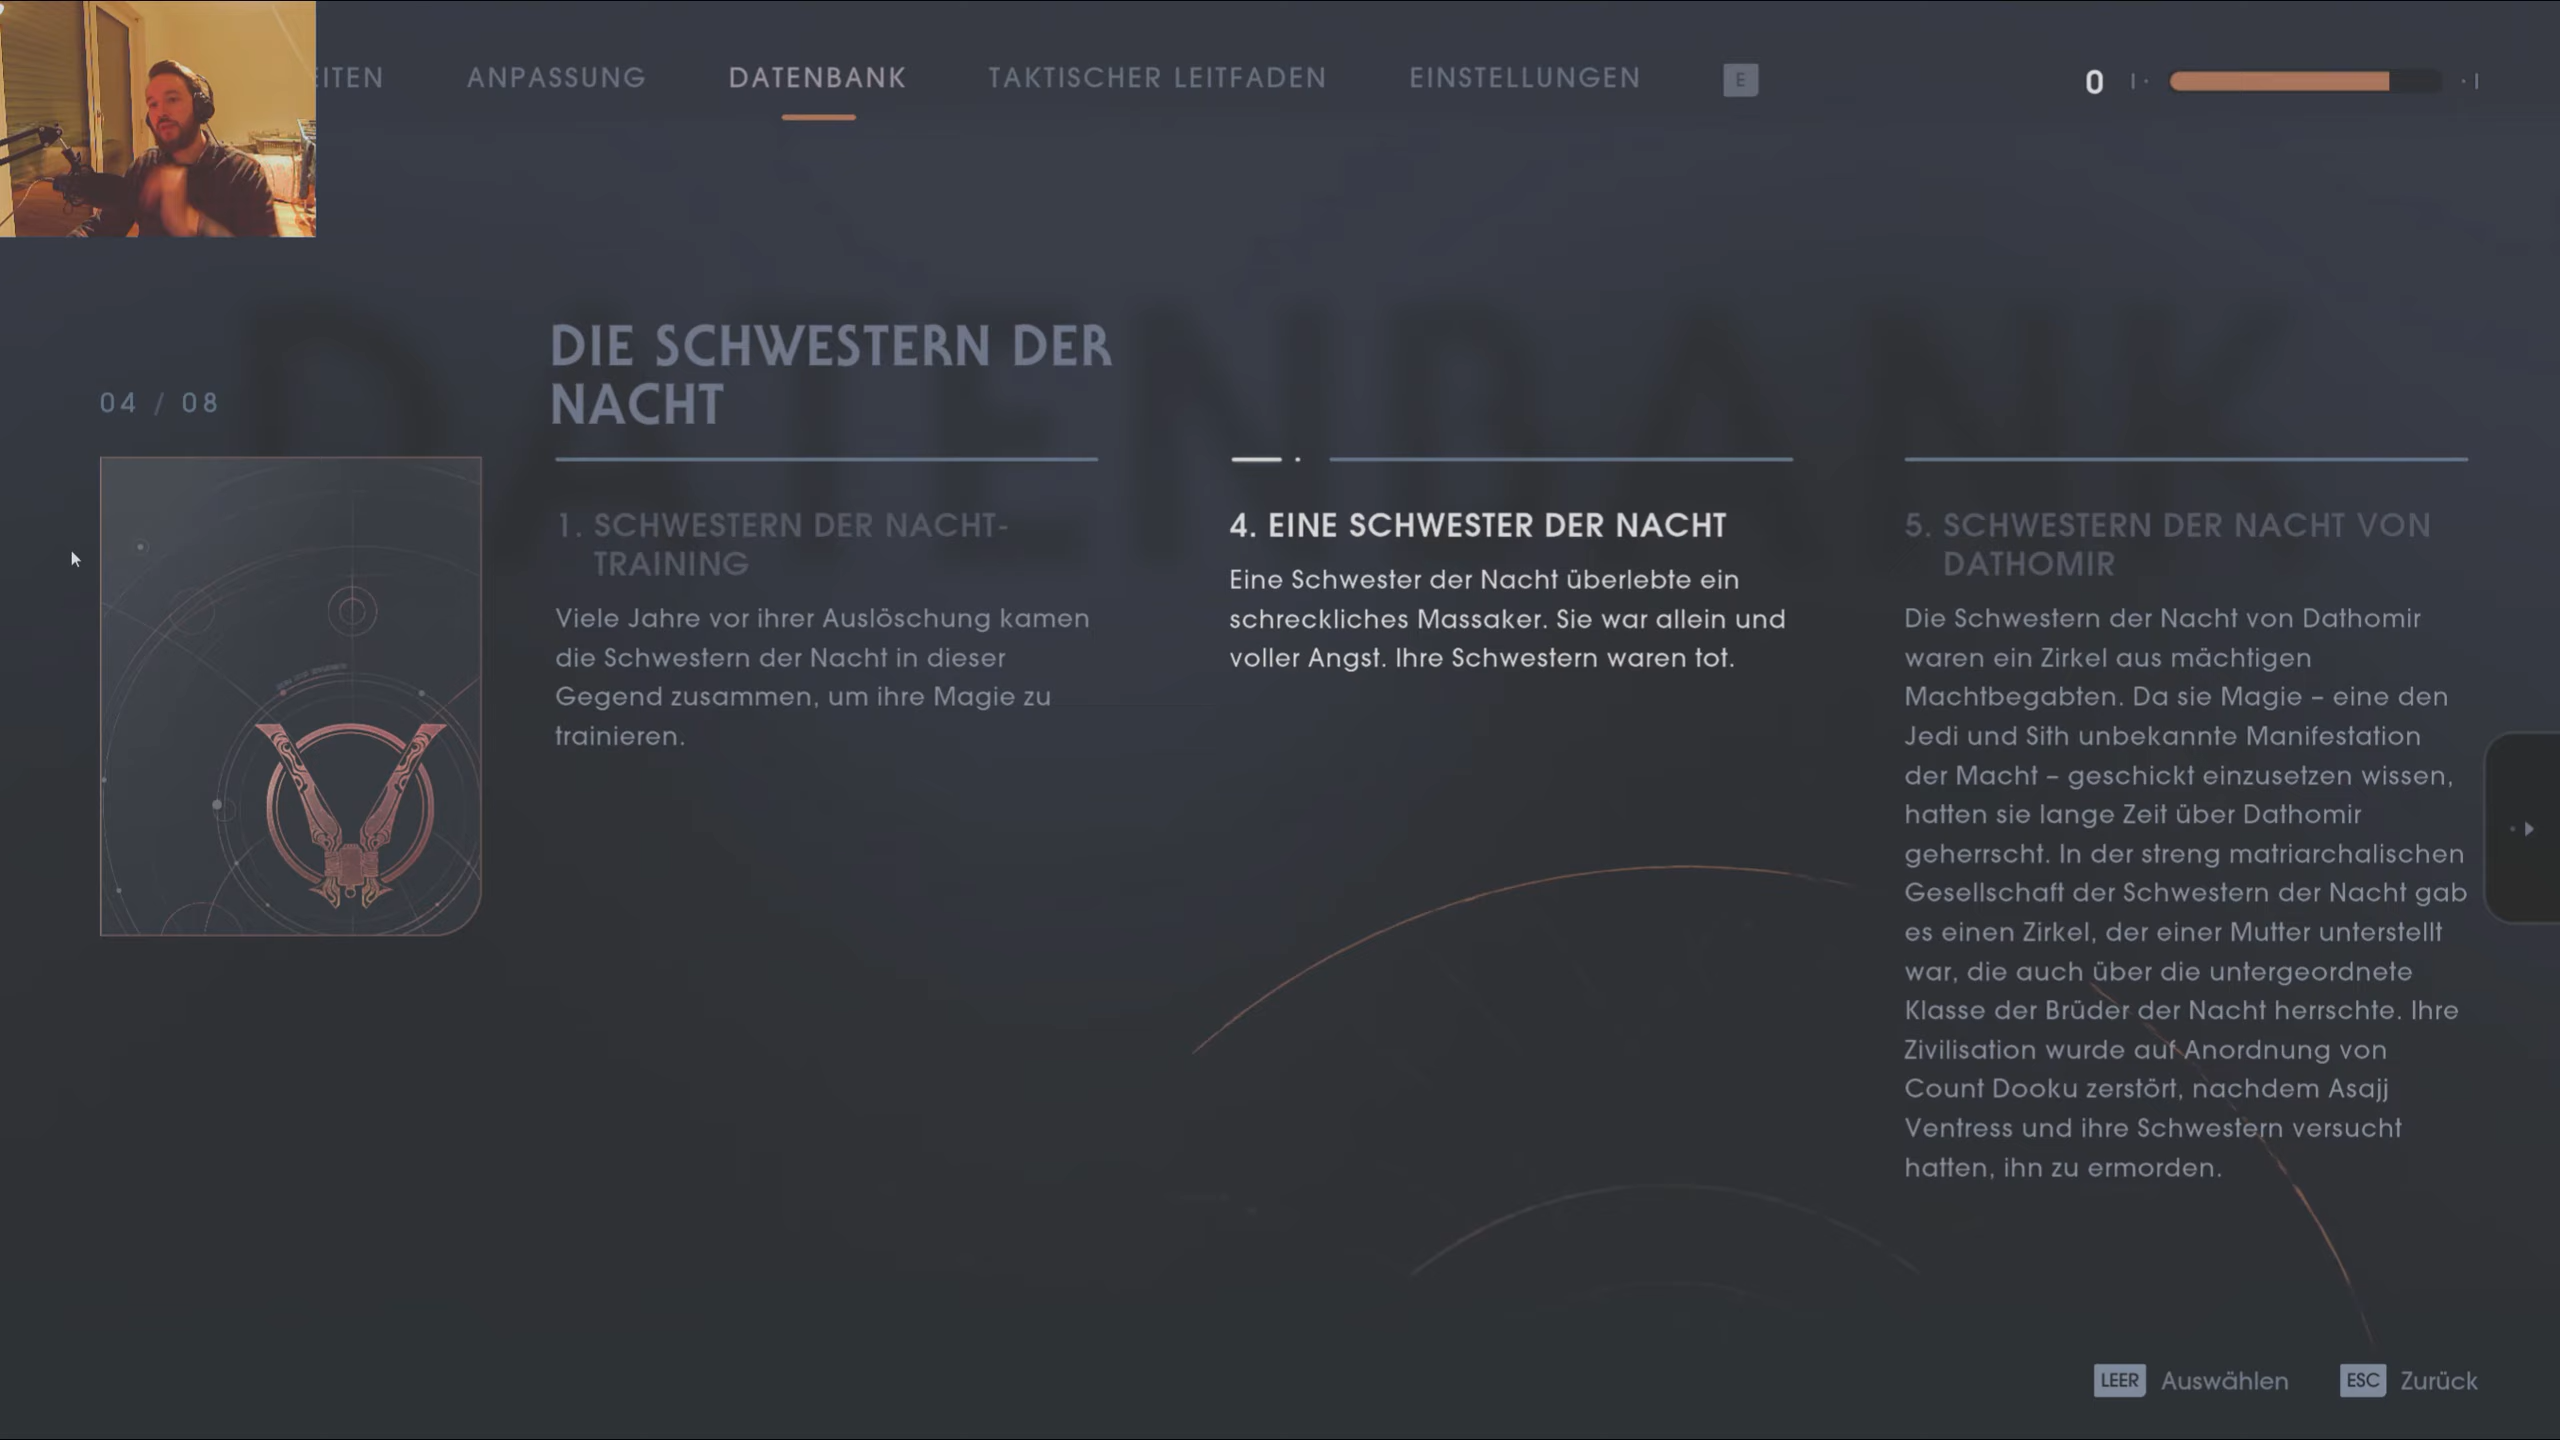 EITEN
ANPASSUNG
DATENBANK
TAKTISCHER LEITFADEN
EINSTELLUNGEN
E
0
DATENBANK
04 / 08
DIE SCHWESTERN DER
NACHT
1. SCHWESTERN DER NACHT-
TRAINING
Viele Jahre vor ihrer Auslöschung kamen
die Schwestern der Nacht in dieser
Gegend zusammen, um ihre Magie zu
trainieren.
4. EINE SCHWESTER DER NACHT
Eine Schwester der Nacht überlebte ein
schreckliches Massaker. Sie war allein und
voller Angst. Ihre Schwestern waren tot.
5. SCHWESTERN DER NACHT VON
DATHOMIR
Die Schwestern der Nacht von Dathomir
waren ein Zirkel aus mächtigen
Machtbegabten. Da sie Magie – eine den
Jedi und Sith unbekannte Manifestation
der Macht – geschickt einzusetzen wissen,
hatten sie lange Zeit über Dathomir
geherrscht. In der streng matriarchalischen
Gesellschaft der Schwestern der Nacht gab
es einen Zirkel, der einer Mutter unterstellt
war, die auch über die untergeordnete
Klasse der Brüder der Nacht herrschte. Ihre
Zivilisation wurde auf Anordnung von
Count Dooku zerstört, nachdem Asajj
Ventress und ihre Schwestern versucht
hatten, ihn zu ermorden.
LEER Auswählen
ESC Zurück